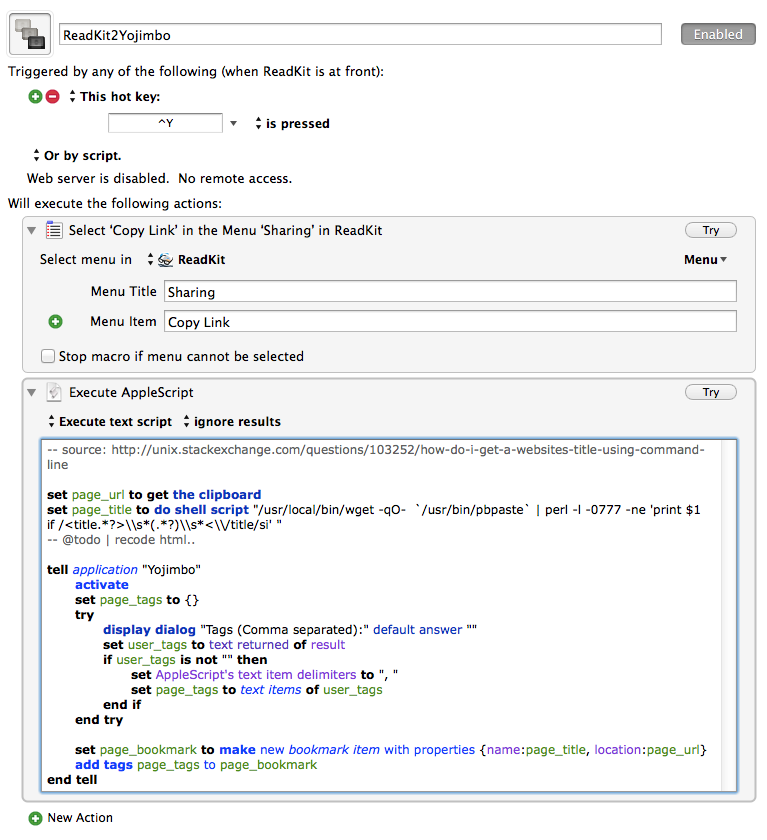 ReadKit2Yojimbo
Enabled
Triggered by any of the following (when ReadKit is at front):
This hot key:
^Y
is pressed
Or by script.
Web server is disabled.  No remote access.
Will execute the following actions:
Select ‘Copy Link’ in the Menu ‘Sharing’ in ReadKit
Try
Select menu in ReadKit
Menu
Menu Title Sharing
Menu Item Copy Link
Stop macro if menu cannot be selected
Execute AppleScript
Try
Execute text script ignore results
-- source: http://unix.stackexchange.com/questions/103252/how-do-i-get-a-websites-title-using-command-
line
set page_url to get the clipboard
set page_title to do shell script "/usr/local/bin/wget -qO-  `/usr/bin/pbpaste` | perl -l -0777 -ne 'print $1
if /<title.*?>\\s*(.*?)\\s*<\\/title/si' "
-- @todo | recode html..
tell application "Yojimbo"
activate
set page_tags to {}
try
display dialog "Tags (Comma separated):" default answer ""
set user_tags to text returned of result
if user_tags is not "" then
set AppleScript's text item delimiters to ", "
set page_tags to text items of user_tags
end if
end try
set page_bookmark to make new bookmark item with properties {name:page_title, location:page_url}
add tags page_tags to page_bookmark
end tell
New Action